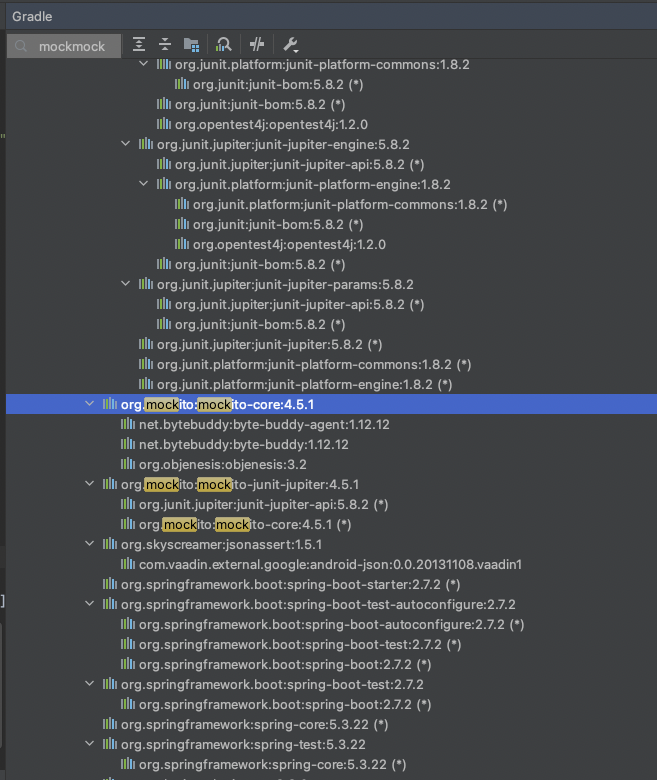 Gradle
mockmock
org.junit.platform:junit-platform-commons:1.8.2
org.junit:junit-bom:5.8.2 (*)
org.junit:junit-bom:5.8.2 (*)
org.opentest4j:opentest4j:1.2.0
org.junit.jupiter:junit-jupiter-engine:5.8.2
org.junit.jupiter:junit-jupiter-api:5.8.2 (*)
org.junit.platform:junit-platform-engine:1.8.2
org.junit.platform:junit-platform-commons:1.8.2 (*)
org.junit:junit-bom:5.8.2 (*)
org.opentest4j:opentest4j:1.2.0
org.junit:junit-bom:5.8.2 (*)
org.junit.jupiter:junit-jupiter-params:5.8.2
org.junit.jupiter:junit-jupiter-api:5.8.2 (*)
org.junit:junit-bom:5.8.2 (*)
org.junit.jupiter:junit-jupiter:5.8.2 (*)
org.junit.platform:junit-platform-commons:1.8.2 (*)
org.junit.platform:junit-platform-engine:1.8.2 (*)
org.mockito:mockito-core:4.5.1
net.bytebuddy:byte-buddy-agent:1.12.12
net.bytebuddy:byte-buddy:1.12.12
org.objenesis:objenesis:3.2
org.mockito:mockito-junit-jupiter:4.5.1
org.junit.jupiter:junit-jupiter-api:5.8.2 (*)
org.mockito:mockito-core:4.5.1 (*)
org.skyscreamer:jsonassert:1.5.1
com.vaadin.external.google:android-json:0.0.20131108.vaadin1
org.springframework.boot:spring-boot-starter:2.7.2 (*)
org.springframework.boot:spring-boot-test-autoconfigure:2.7.2
org.springframework.boot:spring-boot-autoconfigure:2.7.2 (*)
org.springframework.boot:spring-boot-test:2.7.2 (*)
org.springframework.boot:spring-boot:2.7.2 (*)
org.springframework.boot:spring-boot-test:2.7.2
org.springframework.boot:spring-boot:2.7.2 (*)
org.springframework:spring-core:5.3.22 (*)
org.springframework:spring-test:5.3.22
org.springframework:spring-core:5.3.22 (*)